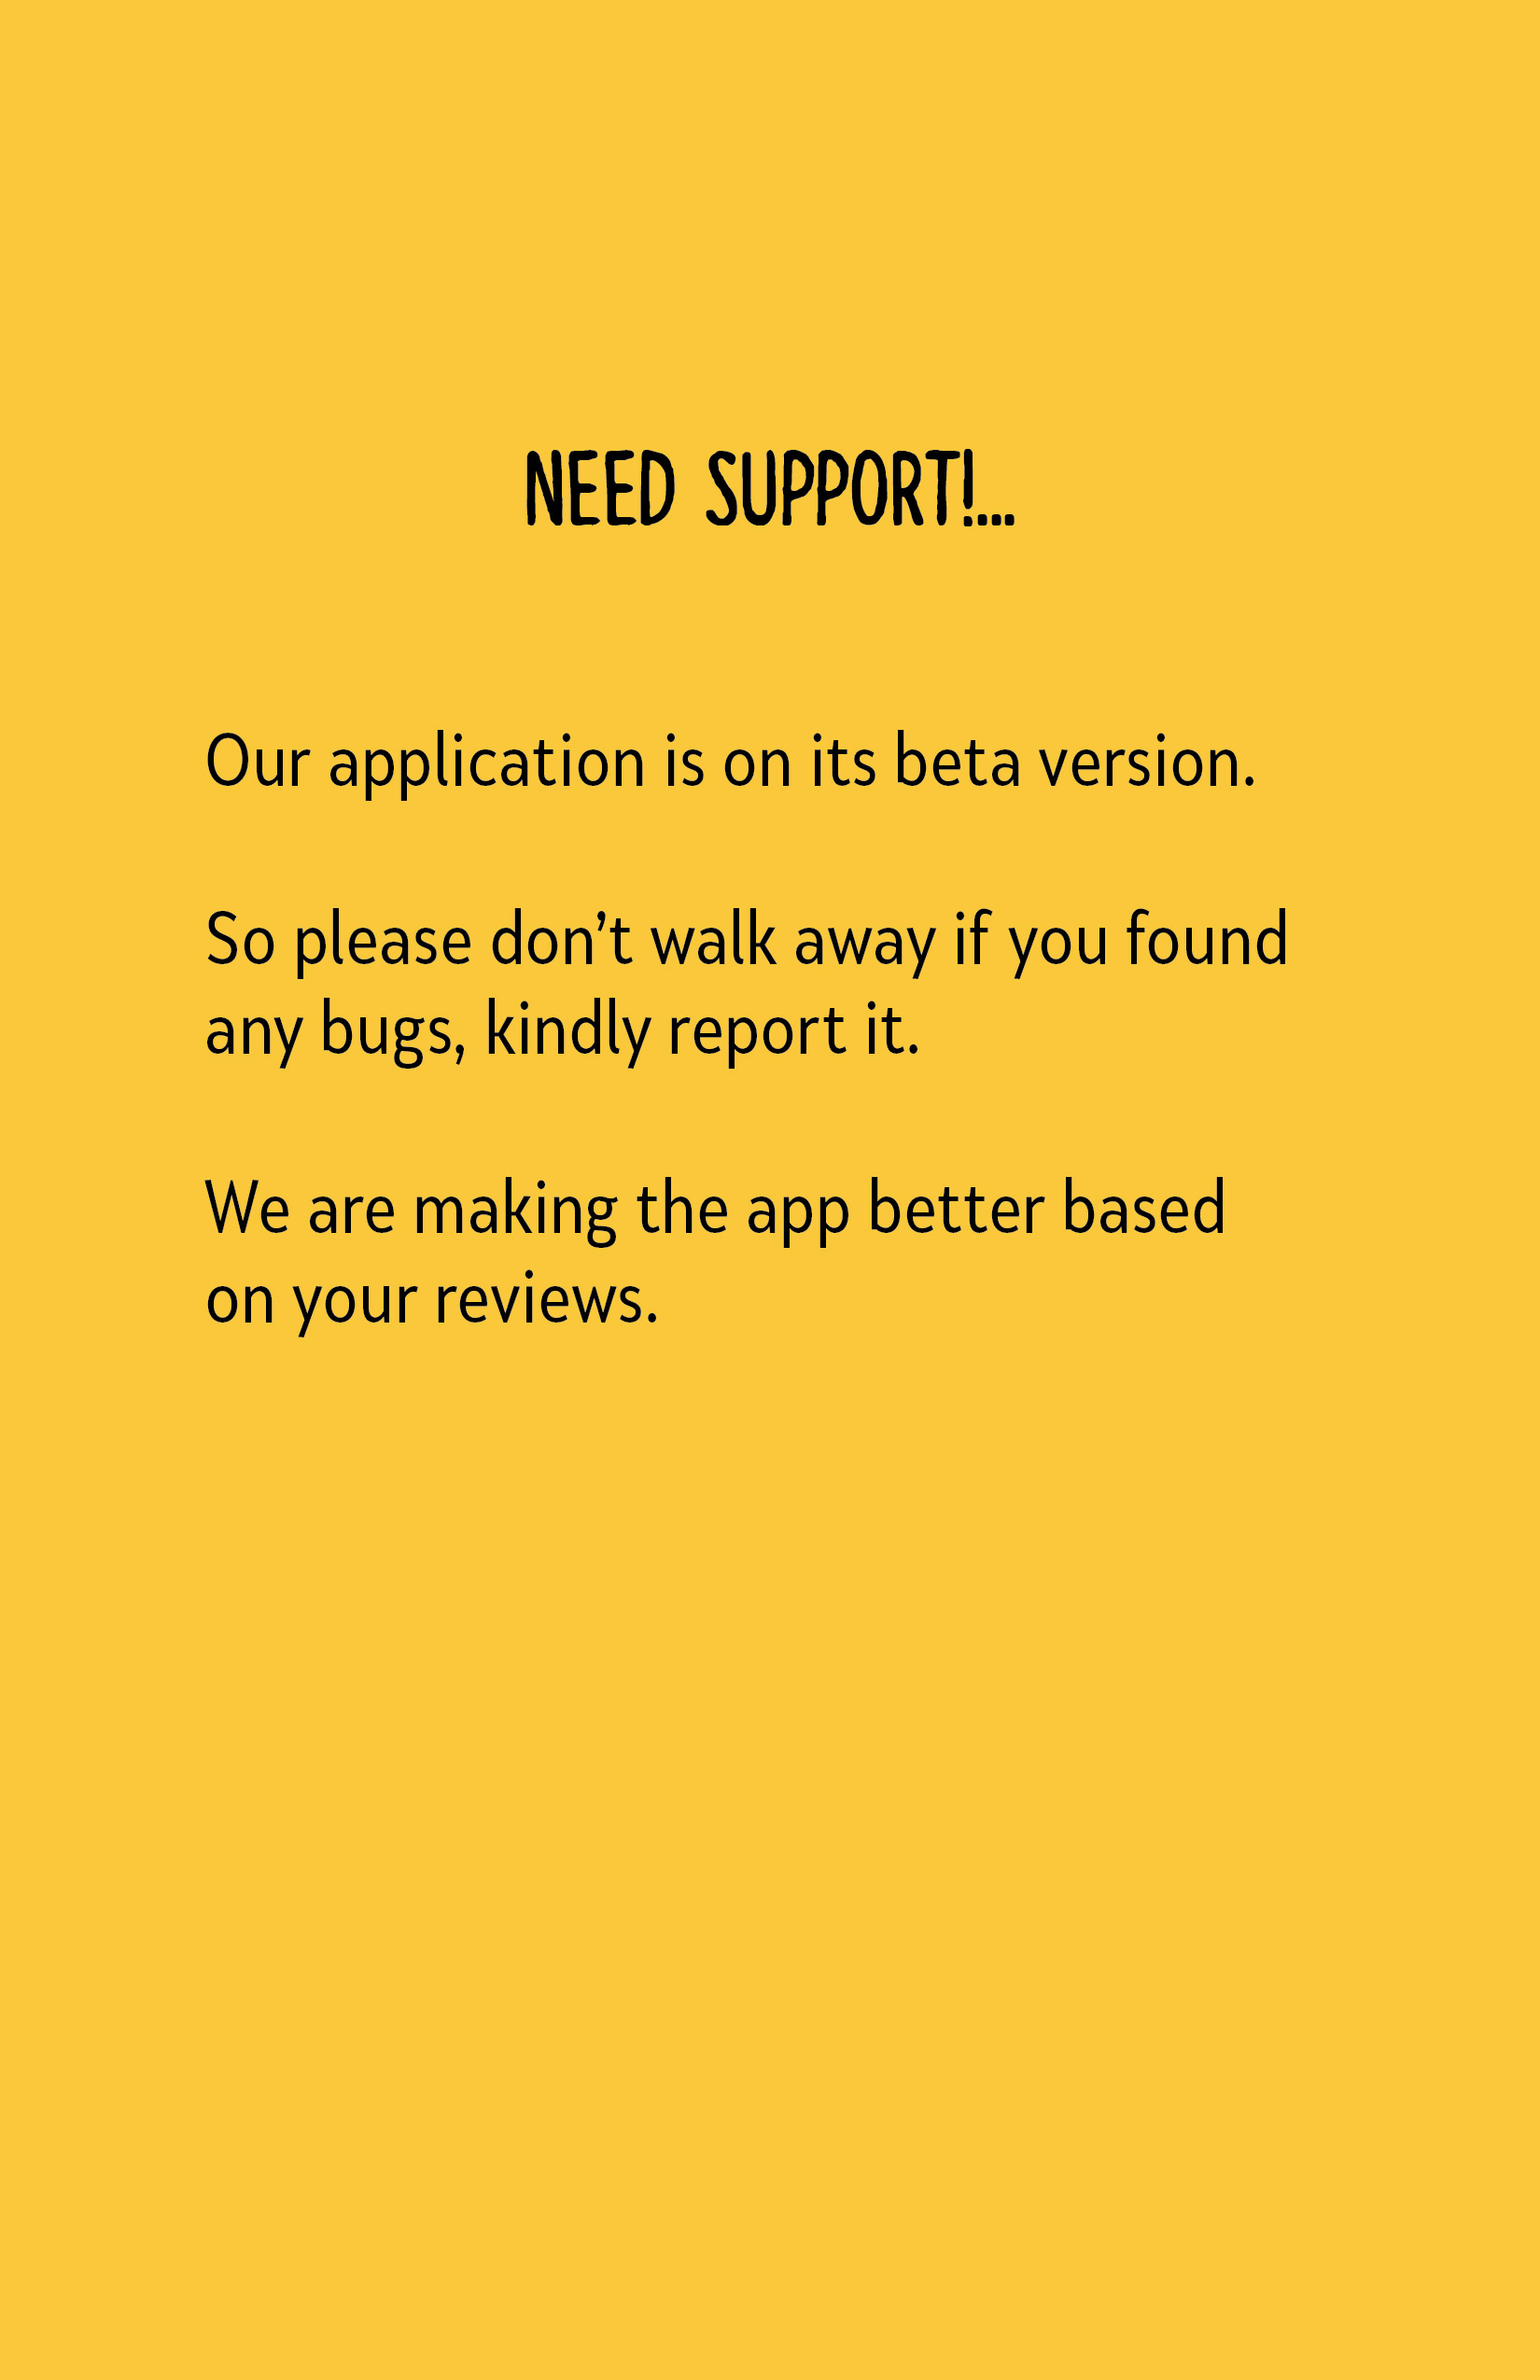 NEED SUPPORT!...
Our application is on its beta version.
So please don’t walk away if you found
any bugs, kindly report it.
We are making the app better based
on your reviews.